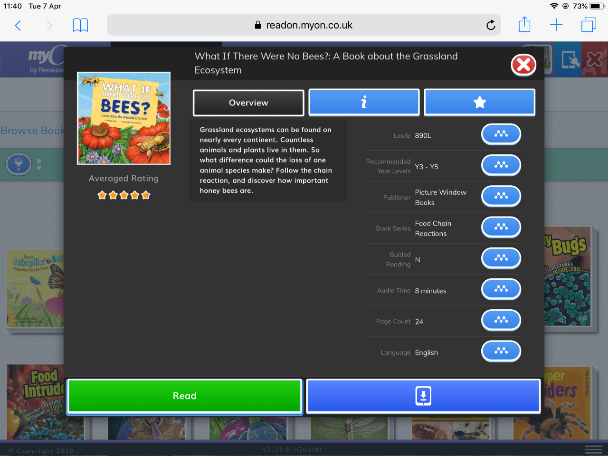 11:40 Tue 7 Apr
73%
readon.myon.co.uk
my
by Renaissance
What If There Were No Bees?: A Book about the Grassland
Ecosystem
WHAT IF
THERE WERE
NO
BEES?
Averaged Rating
Overview
i
Grassland ecosystems can be found on
nearly every continent. Countless
animals and plants live in them. So
what difference could the loss of one
animal species make? Follow the chain
reaction, and discover how important
honey bees are.
Lexile 890L
Recommended
Year Levels Y3 - Y5
Publisher Picture Window
Books
Book Series Food Chain
Reactions
Guided
Reading N
Audio Time 8 minutes
Page Count 24
Language English
Read
Browse Book
Bugs
Food
Intrud
© Copyright 2020
v3.23.6 (Quoid)